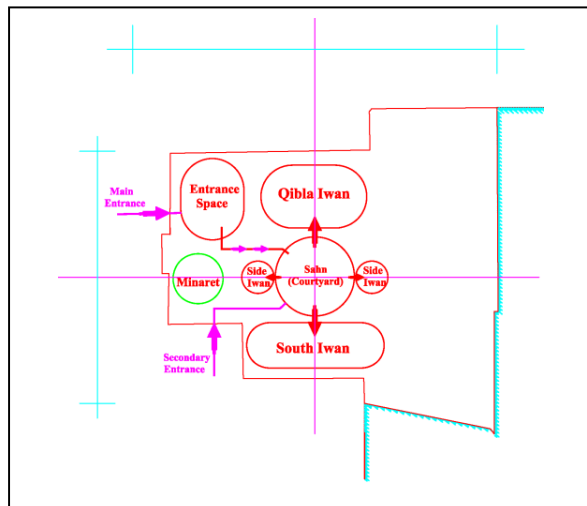 Main
Entrance
Entrance
Space
Qibla Iwan
Minaret
Side
Iwan
Sahn
(Courtyard)
Side
Iwan
South Iwan
Secondary
Entrance